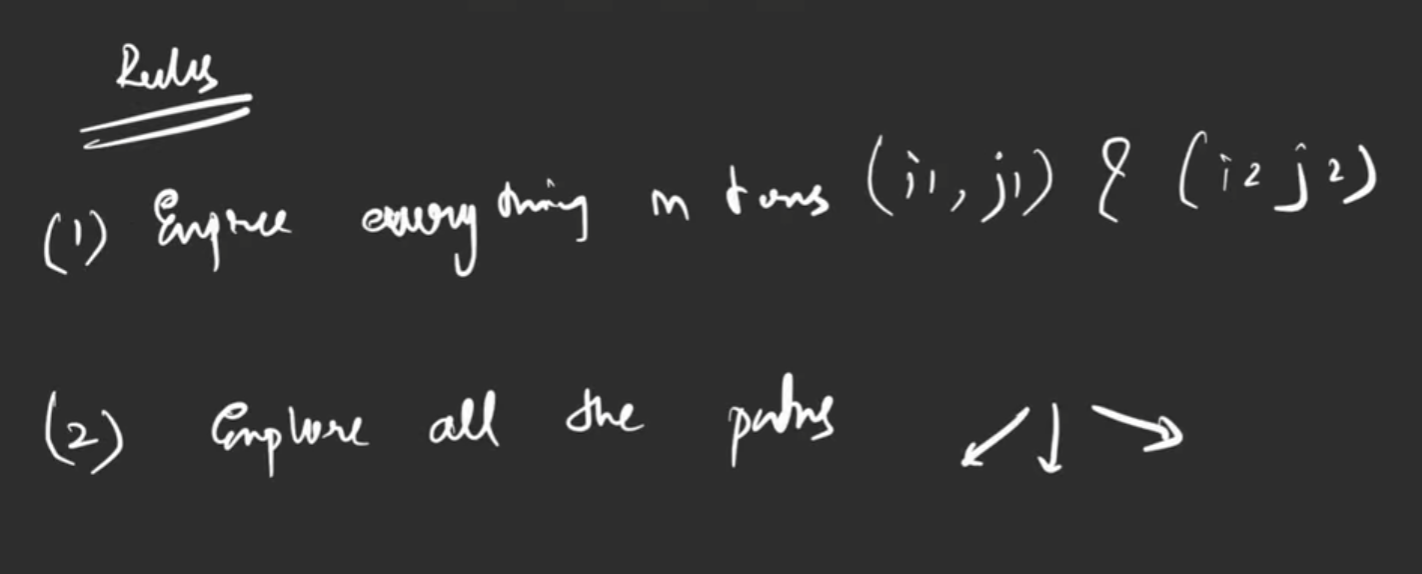 Rules
(1) Express everything in terms (i1, j1) & (i2 j2)
(2) Explore all the paths